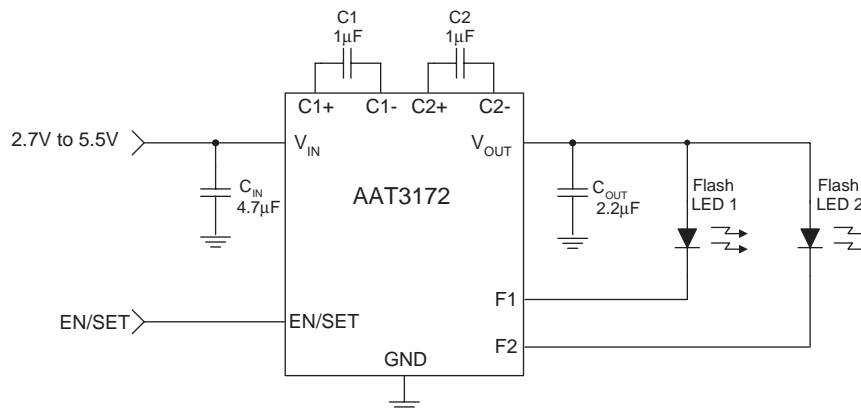 C1
1μF
C2
1μF
C1+ C1- C2+ C2-
2.7V to 5.5V
VIN
VOUT
CIN
4.7μF
AAT3172
COUT
2.2μF
Flash
LED 1
Flash
LED 2
F1
EN/SET
EN/SET
F2
GND